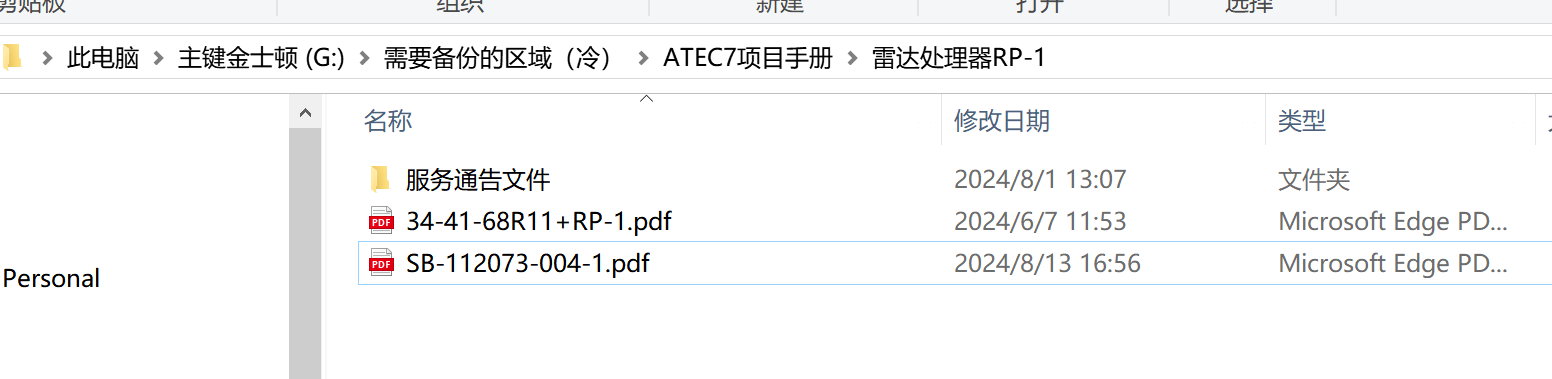 剪贴板 组织 新建 打开 选择
此电脑 主键金士顿 (G:) 需要备份的区域（冷） ATEC7项目手册 雷达处理器RP-1
名称 修改日期 类型
服务通告文件 2024/8/1 13:07 文件夹
34-41-68R11+RP-1.pdf 2024/6/7 11:53 Microsoft Edge PD...
SB-112073-004-1.pdf 2024/8/13 16:56 Microsoft Edge PD...
Personal